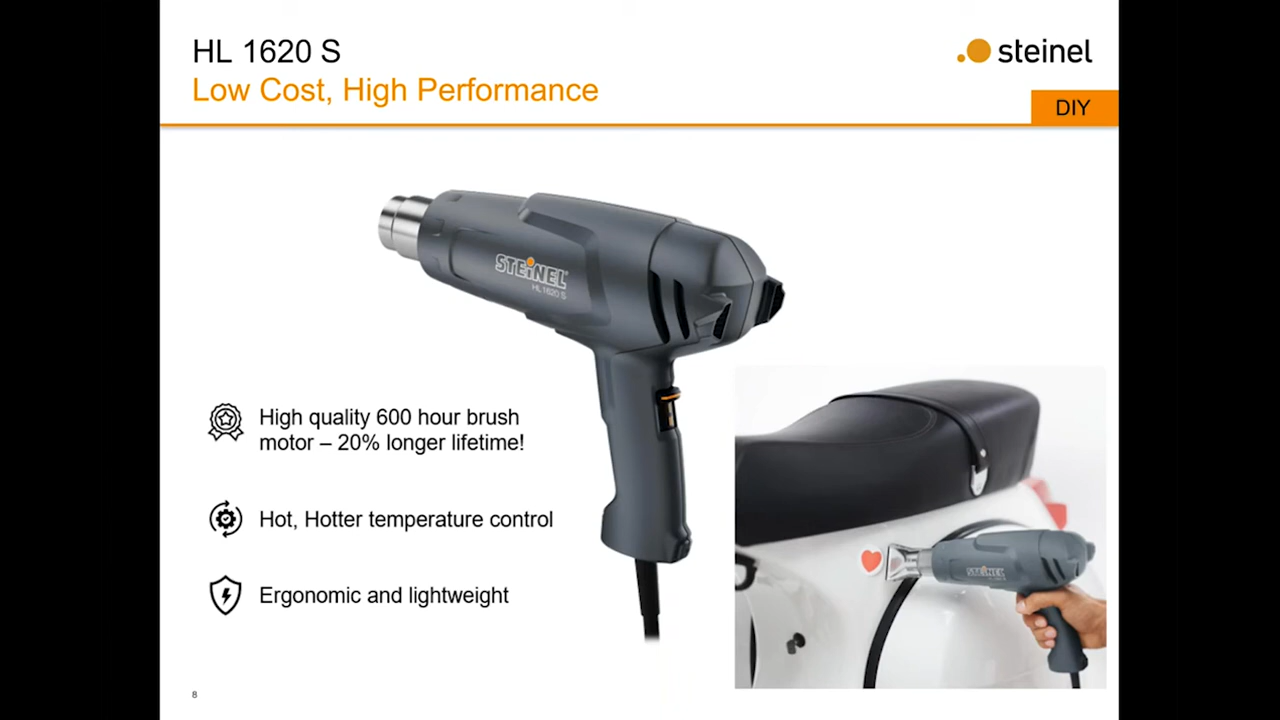 HL 1620 S
Low Cost, High Performance
steinel
DIY
STEINEL
HL 1620 S
High quality 600 hour brush
motor – 20% longer lifetime!
Hot, Hotter temperature control
Ergonomic and lightweight
STEINEL
8